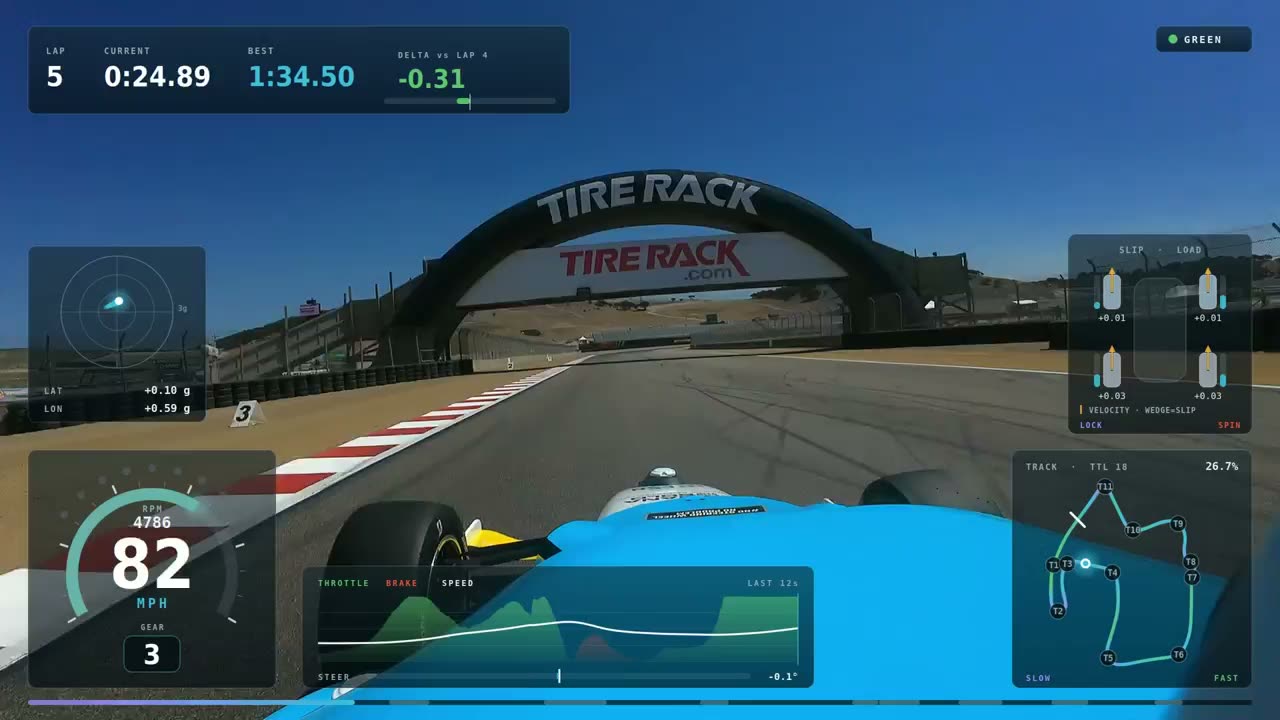 LAP CURRENT BEST DELTA vs LAP 4
5 0:24.89 1:34.50 -0.31
GREEN
TIRE RACK
TIRE RACK
.com
SLIP · LOAD
+0.01 +0.01
+0.03 +0.03
VELOCITY · WEDGE=SLIP
LOCK SPIN
3g
LAT +0.10 g
LON +0.59 g
3
RPM
4786
82
MPH
GEAR
3
THROTTLE BRAKE SPEED LAST 12s
STEER -0.1°
TRACK · TTL 18 26.7%
T11
T10
T9
T1
T3
T4
T8
T7
T2
T5
T6
SLOW FAST